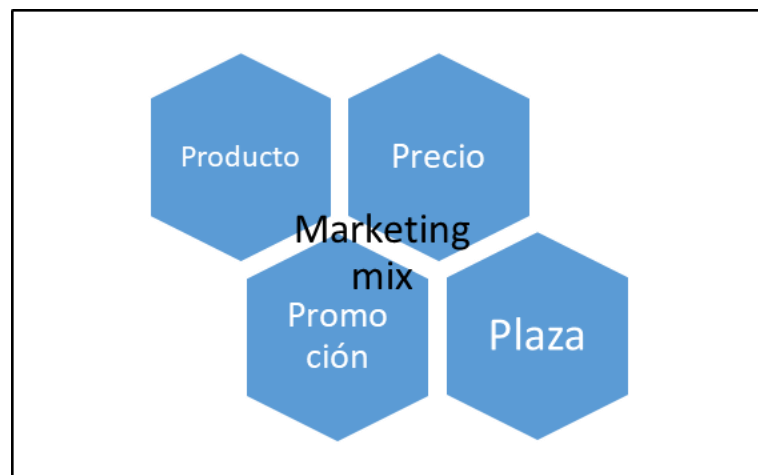 Producto
Precio
Marketing
mix
Promo
ción
Plaza